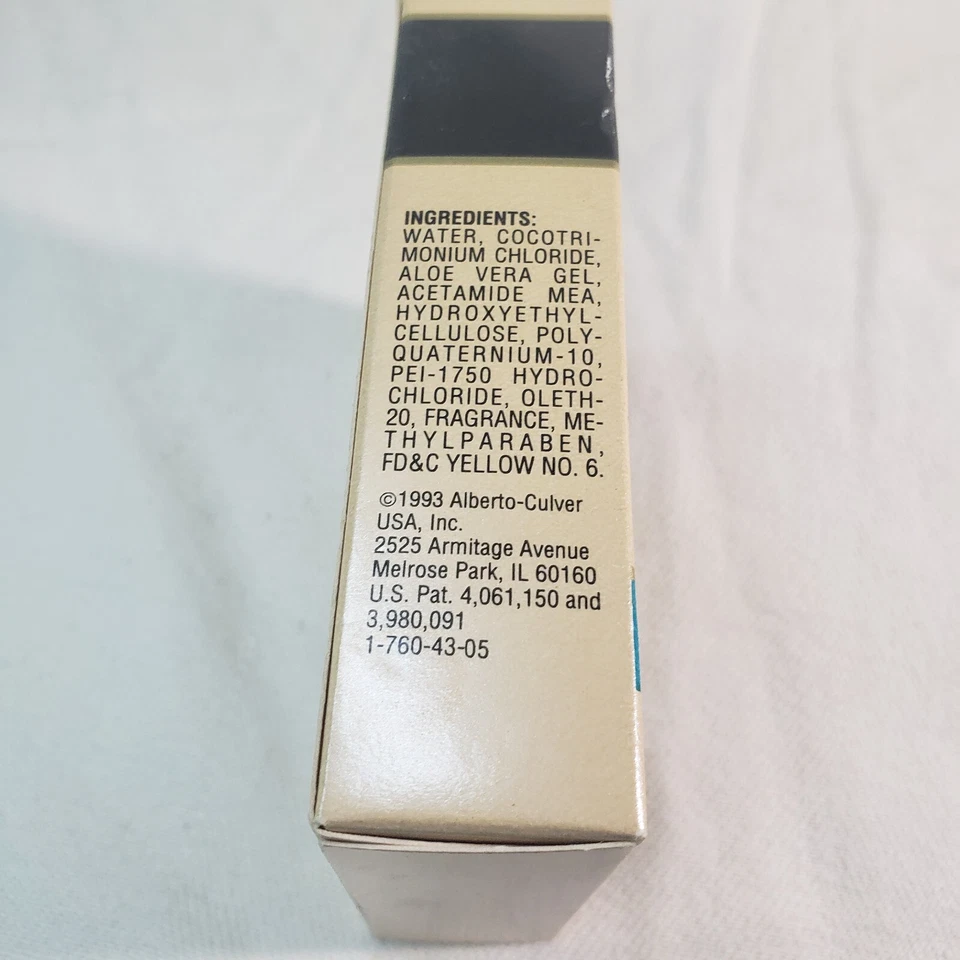 INGREDIENTS:
WATER, COCOTRI-
MONIUM CHLORIDE,
ALOE VERA GEL,
ACETAMIDE MEA,
HYDROXYETHYL-
CELLULOSE, POLY-
QUATERNIUM-10,
PEI-1750 HYDRO-
CHLORIDE, OLETH-
20, FRAGRANCE, ME-
THYLPARABEN,
FD&C YELLOW NO. 6.
©1993 Alberto-Culver
USA, Inc.
2525 Armitage Avenue
Melrose Park, IL 60160
U.S. Pat. 4,061,150 and
3,980,091
1-760-43-05